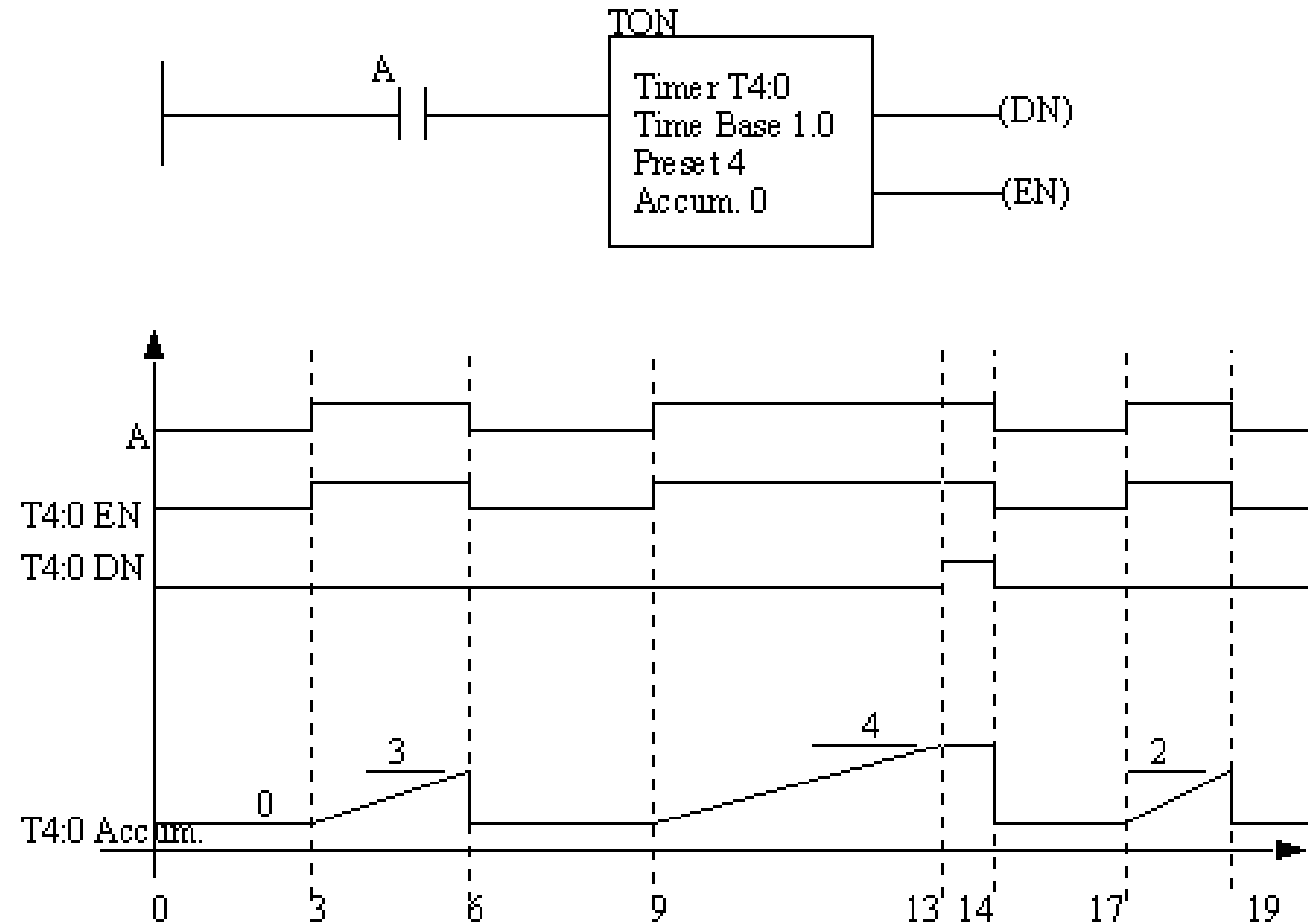 TON
A
Timer T4:0
Time Base 1.0
Preset 4
Accum. 0
(DN)
(EN)
A
T4:0 EN
T4:0 DN
3
4
2
0
T4:0 Accum.
0 3 6 9 13 14 17 19